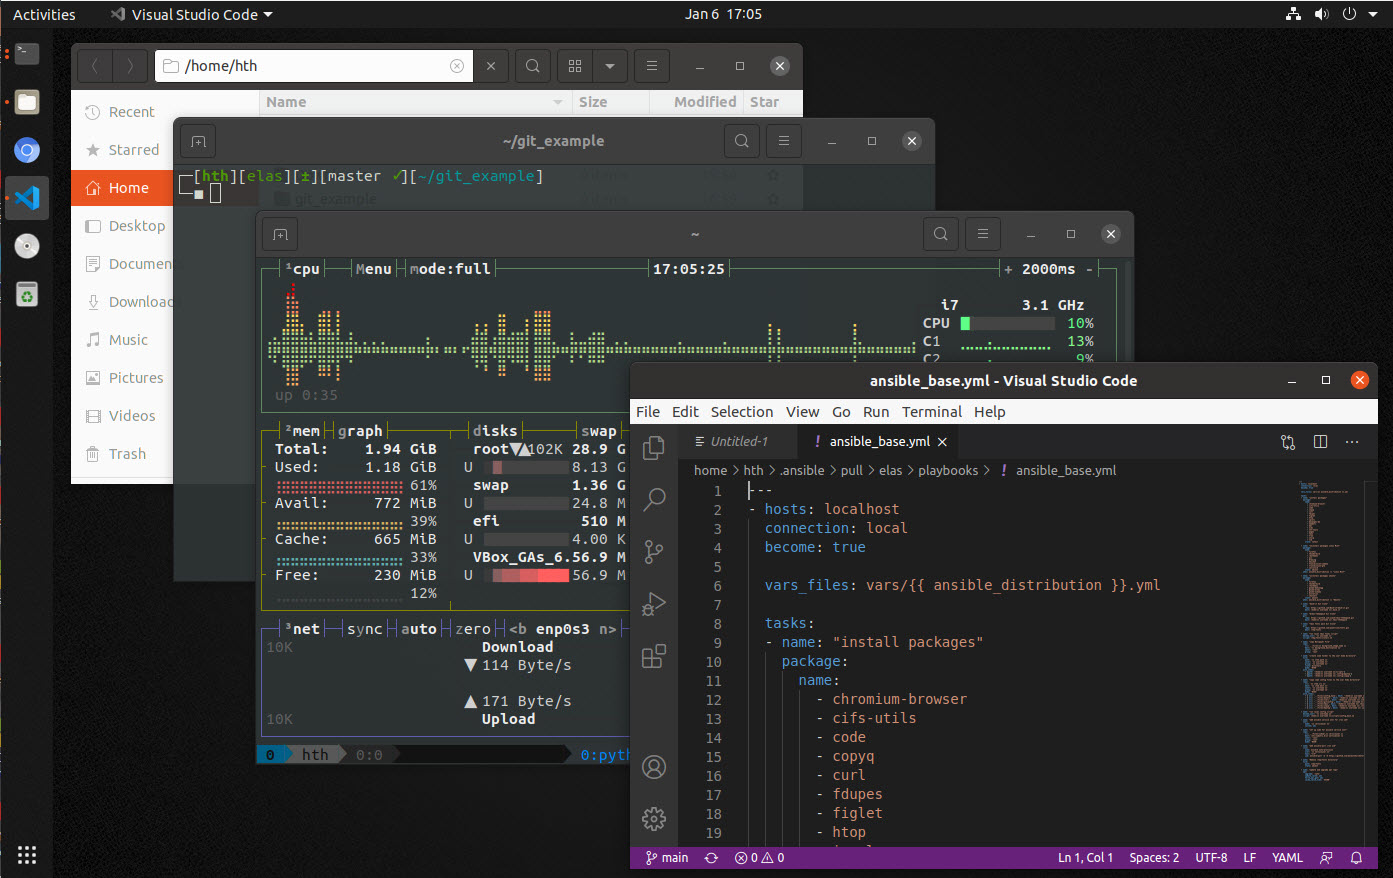 Activities Visual Studio Code Jan 6 17:05
/home/hth
Name Size Modified Star
Recent
Starred
Home
Desktop
Documen
Downloac
Music
Pictures
Videos
Trash
~/git_example
[hth][elas][±][master ✓][~/git_example]
git_example
~
¹cpu Menu mode:full 17:05:25 + 2000ms -
i7 3.1 GHz
CPU 10%
C1 13%
C2 9%
up 0:35
²mem graph disks swap
Total: 1.94 GiB root▼▲102K 28.9 G
Used: 1.18 GiB U 8.13 G
61% swap 1.36 G
Avail: 772 MiB U 24.8 M
39% efi 510 M
Cache: 665 MiB U 4.00 K
33% VBox_GAs_6.56.9 M
Free: 230 MiB U 56.9 M
12%
³net sync auto zero <b enp0s3 n>
10K Download
▼ 114 Byte/s
▲ 171 Byte/s
10K Upload
0 hth 0:0 0:pyth
ansible_base.yml - Visual Studio Code
File Edit Selection View Go Run Terminal Help
Untitled-1 ! ansible_base.yml
home > hth > .ansible > pull > elas > playbooks > ! ansible_base.yml
1 ---
2 - hosts: localhost
3 connection: local
4 become: true
5
6 vars_files: vars/{{ ansible_distribution }}.yml
7
8 tasks:
9 - name: "install packages"
10 package:
11 name:
12 - chromium-browser
13 - cifs-utils
14 - code
15 - copyq
16 - curl
17 - fdupes
18 - figlet
19 - htop
main 0 0 Ln 1, Col 1 Spaces: 2 UTF-8 LF YAML